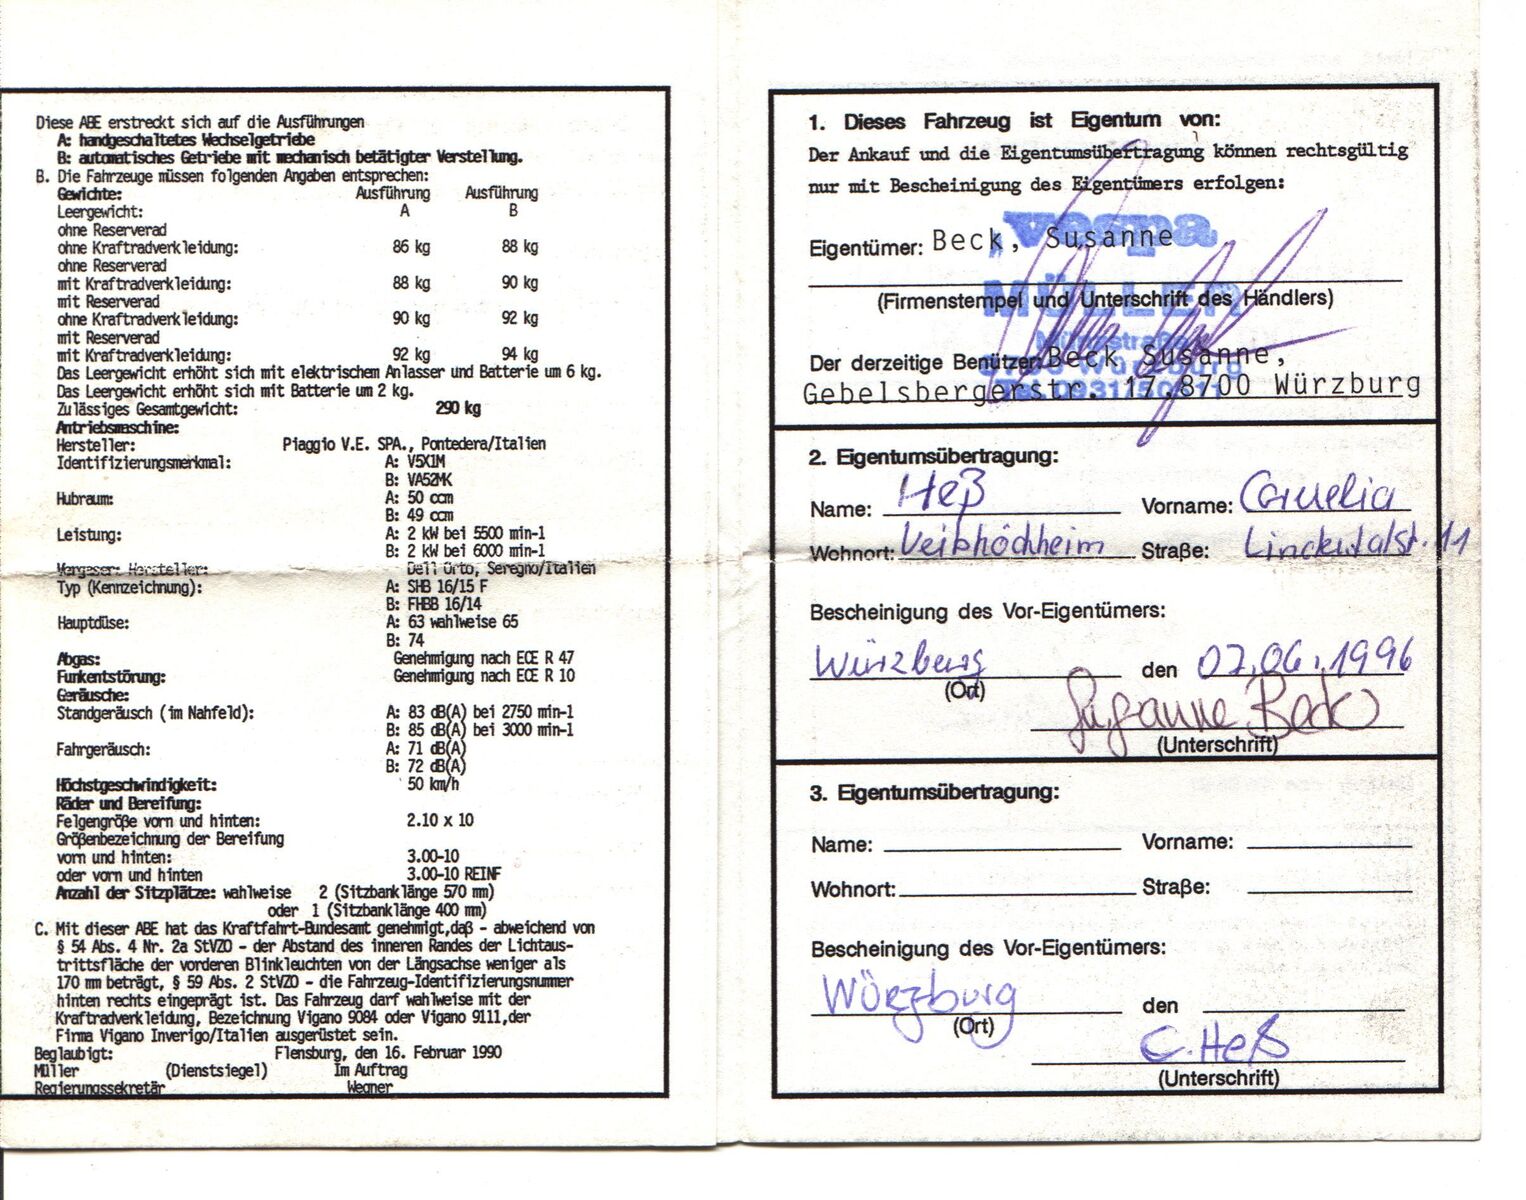 Diese ABE erstreckt sich auf die Ausführungen
A: handgeschaltetes Wechselgetriebe
B: automatisches Getriebe mit mechanisch betätigter Verstellung.
B. Die Fahrzeuge müssen folgenden Angaben entsprechen:
Gewichte: Ausführung Ausführung
Leergewicht: A B
ohne Reserverad
ohne Kraftradverkleidung: 86 kg 88 kg
ohne Reserverad
mit Kraftradverkleidung: 88 kg 90 kg
mit Reserverad
ohne Kraftradverkleidung: 90 kg 92 kg
mit Reserverad
mit Kraftradverkleidung: 92 kg 94 kg
Das Leergewicht erhöht sich mit elektrischem Anlasser und Batterie um 6 kg.
Das Leergewicht erhöht sich mit Batterie um 2 kg.
Zulässiges Gesamtgewicht: 290 kg
Antriebsmaschine:
Hersteller: Piaggio V.E. SPA., Pontedera/Italien
Identifizierungsmerkmal: A: V5X1M
B: VA52MK
Hubraum: A: 50 ccm
B: 49 ccm
Leistung: A: 2 kW bei 5500 min-1
B: 2 kW bei 6000 min-1
Vergaser: Hersteller: Dell Orto, Seregno/Italien
Typ (Kennzeichnung): A: SHB 16/15 F
B: FHBB 16/14
Hauptdüse: A: 63 wahlweise 65
B: 74
Abgas: Genehmigung nach ECE R 47
Funkentstörung: Genehmigung nach ECE R 10
Geräusche:
Standgeräusch (im Nahfeld): A: 83 dB(A) bei 2750 min-1
B: 85 dB(A) bei 3000 min-1
Fahrgeräusch: A: 71 dB(A)
B: 72 dB(A)
Höchstgeschwindigkeit: 50 km/h
Räder und Bereifung:
Felgengröße vorn und hinten: 2.10 x 10
Größenbezeichnung der Bereifung
vorn und hinten: 3.00-10
oder vorn und hinten 3.00-10 REINF
Anzahl der Sitzplätze: wahlweise 2 (Sitzbanklänge 570 mm)
oder 1 (Sitzbanklänge 400 mm)
C. Mit dieser ABE hat das Kraftfahrt-Bundesamt genehmigt,daß - abweichend von
§ 54 Abs. 4 Nr. 2a StVZO - der Abstand des inneren Randes der Lichtaus-
trittsfläche der vorderen Blinkleuchten von der Längsachse weniger als
170 mm beträgt, § 59 Abs. 2 StVZO - die Fahrzeug-Identifizierungsnummer
hinten rechts eingeprägt ist. Das Fahrzeug darf wahlweise mit der
Kraftradverkleidung, Bezeichnung Vigano 9084 oder Vigano 9111,der
Firma Vigano Inverigo/Italien ausgerüstet sein.
Beglaubigt: Flensburg, den 16. Februar 1990
Müller (Dienstsiegel) Im Auftrag
Regierungssekretär Wegner
1. Dieses Fahrzeug ist Eigentum von:
Der Ankauf und die Eigentumsübertragung können rechtsgültig
nur mit Bescheinigung des Eigentümers erfolgen:
vespa
Eigentümer: Beck, Susanne
MÜLLER
(Firmenstempel und Unterschrift des Händlers)
Der derzeitige Benützer: Beck Susanne,
Gebelsbergerstr. 17,8700 Würzburg
2. Eigentumsübertragung:
Name: Heß Vorname: Cornelia
Wohnort: Veitshöchheim Straße: Lindentalstr. 11
Bescheinigung des Vor-Eigentümers:
Würzburg den 07.06.1996
(Ort)
Susanne Beck
(Unterschrift)
3. Eigentumsübertragung:
Name: Vorname:
Wohnort: Straße:
Bescheinigung des Vor-Eigentümers:
Würzburg den
(Ort)
C. Heß
(Unterschrift)